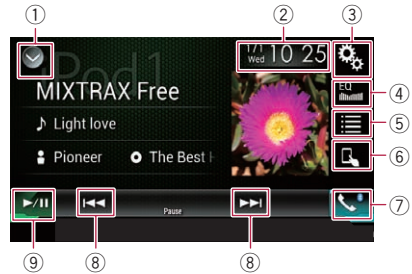 ① ② ③
iPod1
1/1 Wed 10 25
MIXTRAX Free
EQ
④
Light love
⑤
Pioneer The Best
⑥
Pause
⑦
⑨ ⑧ ⑧